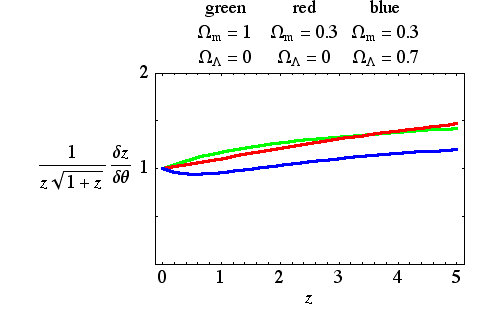 green red blue
Ωm = 1 Ωm = 0.3 Ωm = 0.3
ΩΛ = 0 ΩΛ = 0 ΩΛ = 0.7
2
1
1 δz
z √1+z δθ
0 1 2 3 4 5
z